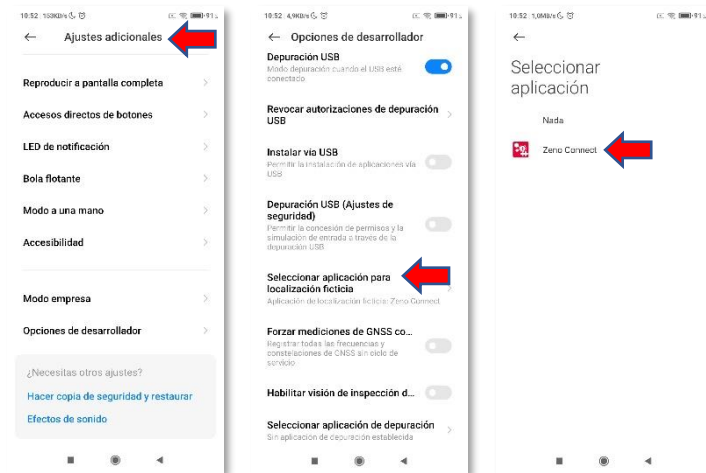 10:52 153KB/s
91
Ajustes adicionales
Reproducir a pantalla completa
Accesos directos de botones
LED de notificación
Bola flotante
Modo a una mano
Accesibilidad
Modo empresa
Opciones de desarrollador
¿Necesitas otros ajustes?
Hacer copia de seguridad y restaurar
Efectos de sonido
10:52 4,9KB/s
91
Opciones de desarrollador
Depuración USB
Modo depuración cuando el USB esté
conectado
Revocar autorizaciones de depuración
USB
Instalar vía USB
Permitir la instalación de aplicaciones vía
USB
Depuración USB (Ajustes de
seguridad)
Permitir la concesión de permisos y la
simulación de entrada a través de la
depuración USB
Seleccionar aplicación para
localización ficticia
Aplicación de localización ficticia: Zeno Connect
Forzar mediciones de GNSS co...
Registrar todas las frecuencias y
constelaciones de GNSS sin ciclo de
servicio
Habilitar visión de inspección d...
Seleccionar aplicación de depuración
Sin aplicación de depuración establecida
10:52 1,0KB/s
91
Seleccionar
aplicación
Nada
Zeno Connect